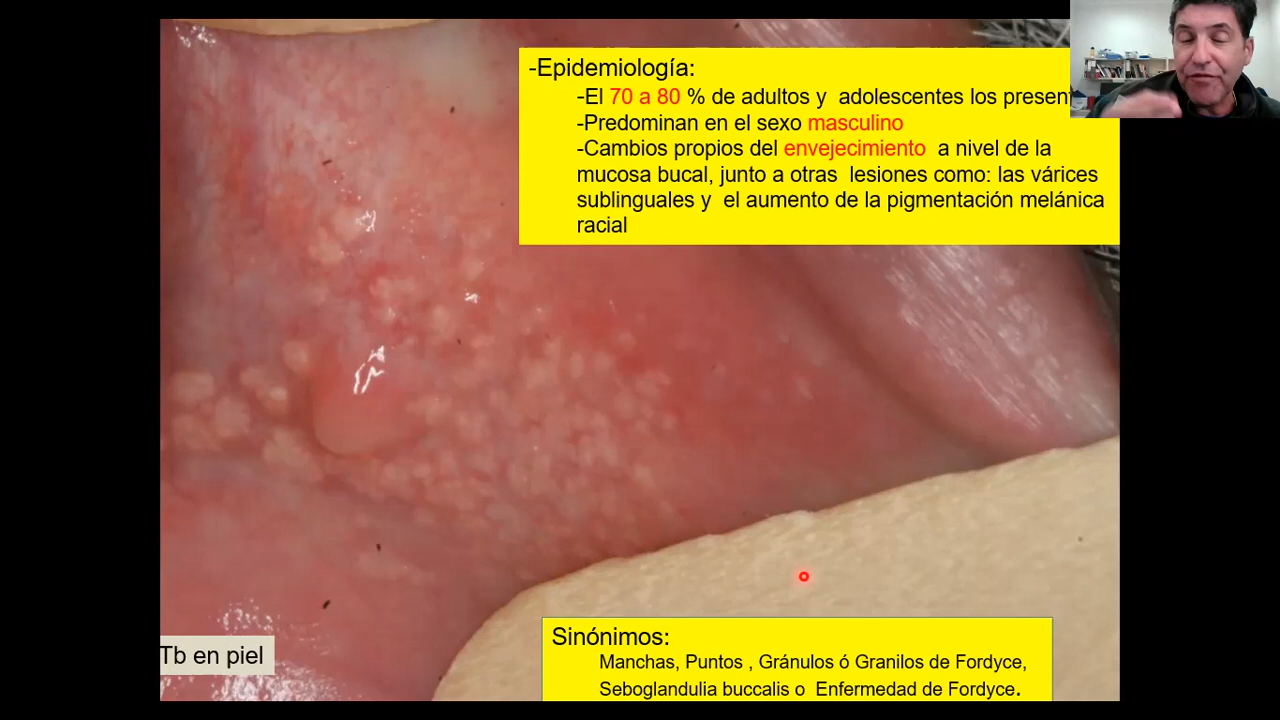 -Epidemiología:
-El 70 a 80 % de adultos y adolescentes los
-Predominan en el sexo masculino
-Cambios propios del envejecimiento a nivel de la
mucosa bucal, junto a otras lesiones como: las várices
sublinguales y el aumento de la pigmentación melánica
racial
Tb en piel
Sinónimos:
Manchas, Puntos , Gránulos ó Granilos de Fordyce,
Seboglandulia buccalis o Enfermedad de Fordyce.